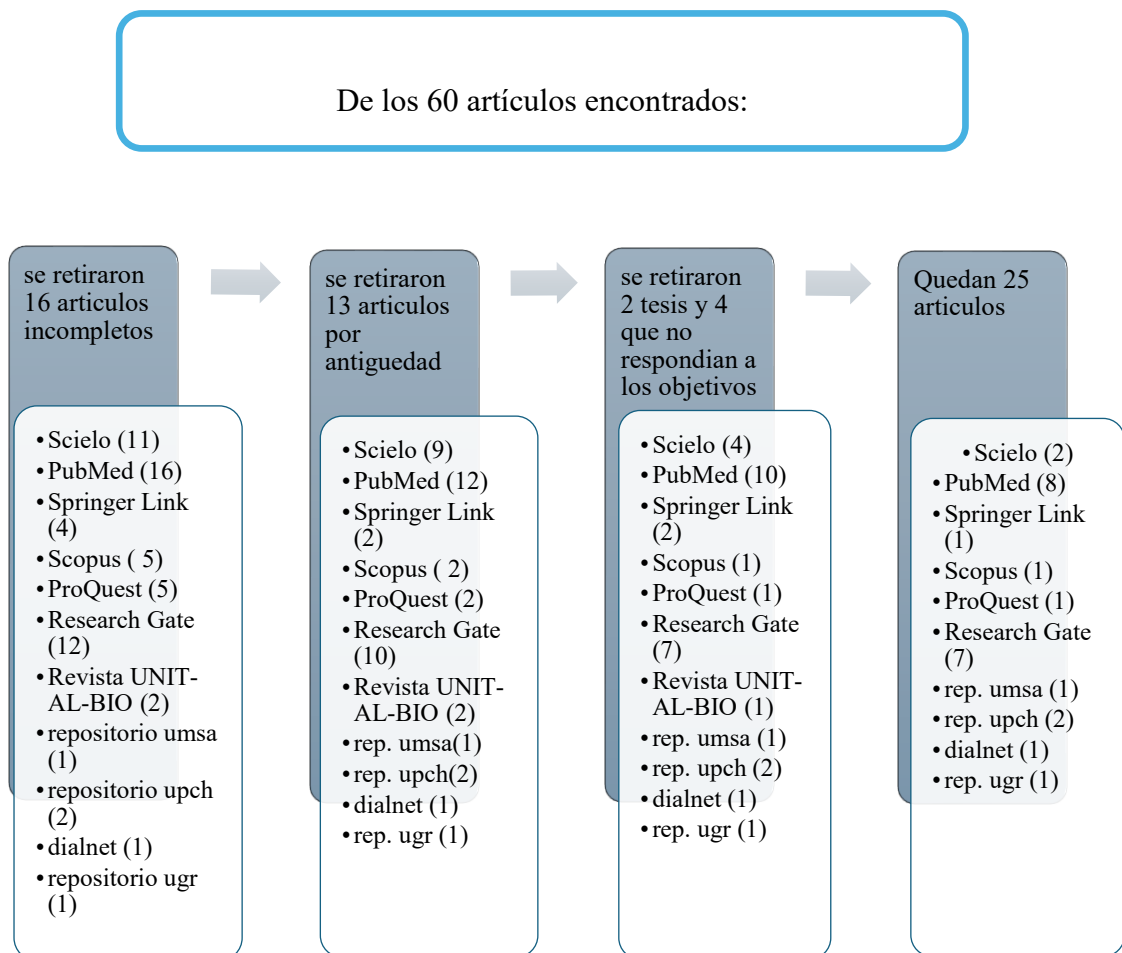 De los 60 artículos encontrados:
se retiraron
16 articulos
incompletos
• Scielo (11)
• PubMed (16)
• Springer Link
(4)
• Scopus ( 5)
• ProQuest (5)
• Research Gate
(12)
• Revista UNIT-
AL-BIO (2)
• repositorio umsa
(1)
• repositorio upch
(2)
• dialnet (1)
• repositorio ugr
(1)
se retiraron
13 articulos
por
antiguedad
• Scielo (9)
• PubMed (12)
• Springer Link
(2)
• Scopus ( 2)
• ProQuest (2)
• Research Gate
(10)
• Revista UNIT-
AL-BIO (2)
• rep. umsa(1)
• rep. upch(2)
• dialnet (1)
• rep. ugr (1)
se retiraron
2 tesis y 4
que no
respondian a
los objetivos
• Scielo (4)
• PubMed (10)
• Springer Link
(2)
• Scopus (1)
• ProQuest (1)
• Research Gate
(7)
• Revista UNIT-
AL-BIO (1)
• rep. umsa (1)
• rep. upch (2)
• dialnet (1)
• rep. ugr (1)
Quedan 25
articulos
• Scielo (2)
• PubMed (8)
• Springer Link
(1)
• Scopus (1)
• ProQuest (1)
• Research Gate
(7)
• rep. umsa (1)
• rep. upch (2)
• dialnet (1)
• rep. ugr (1)